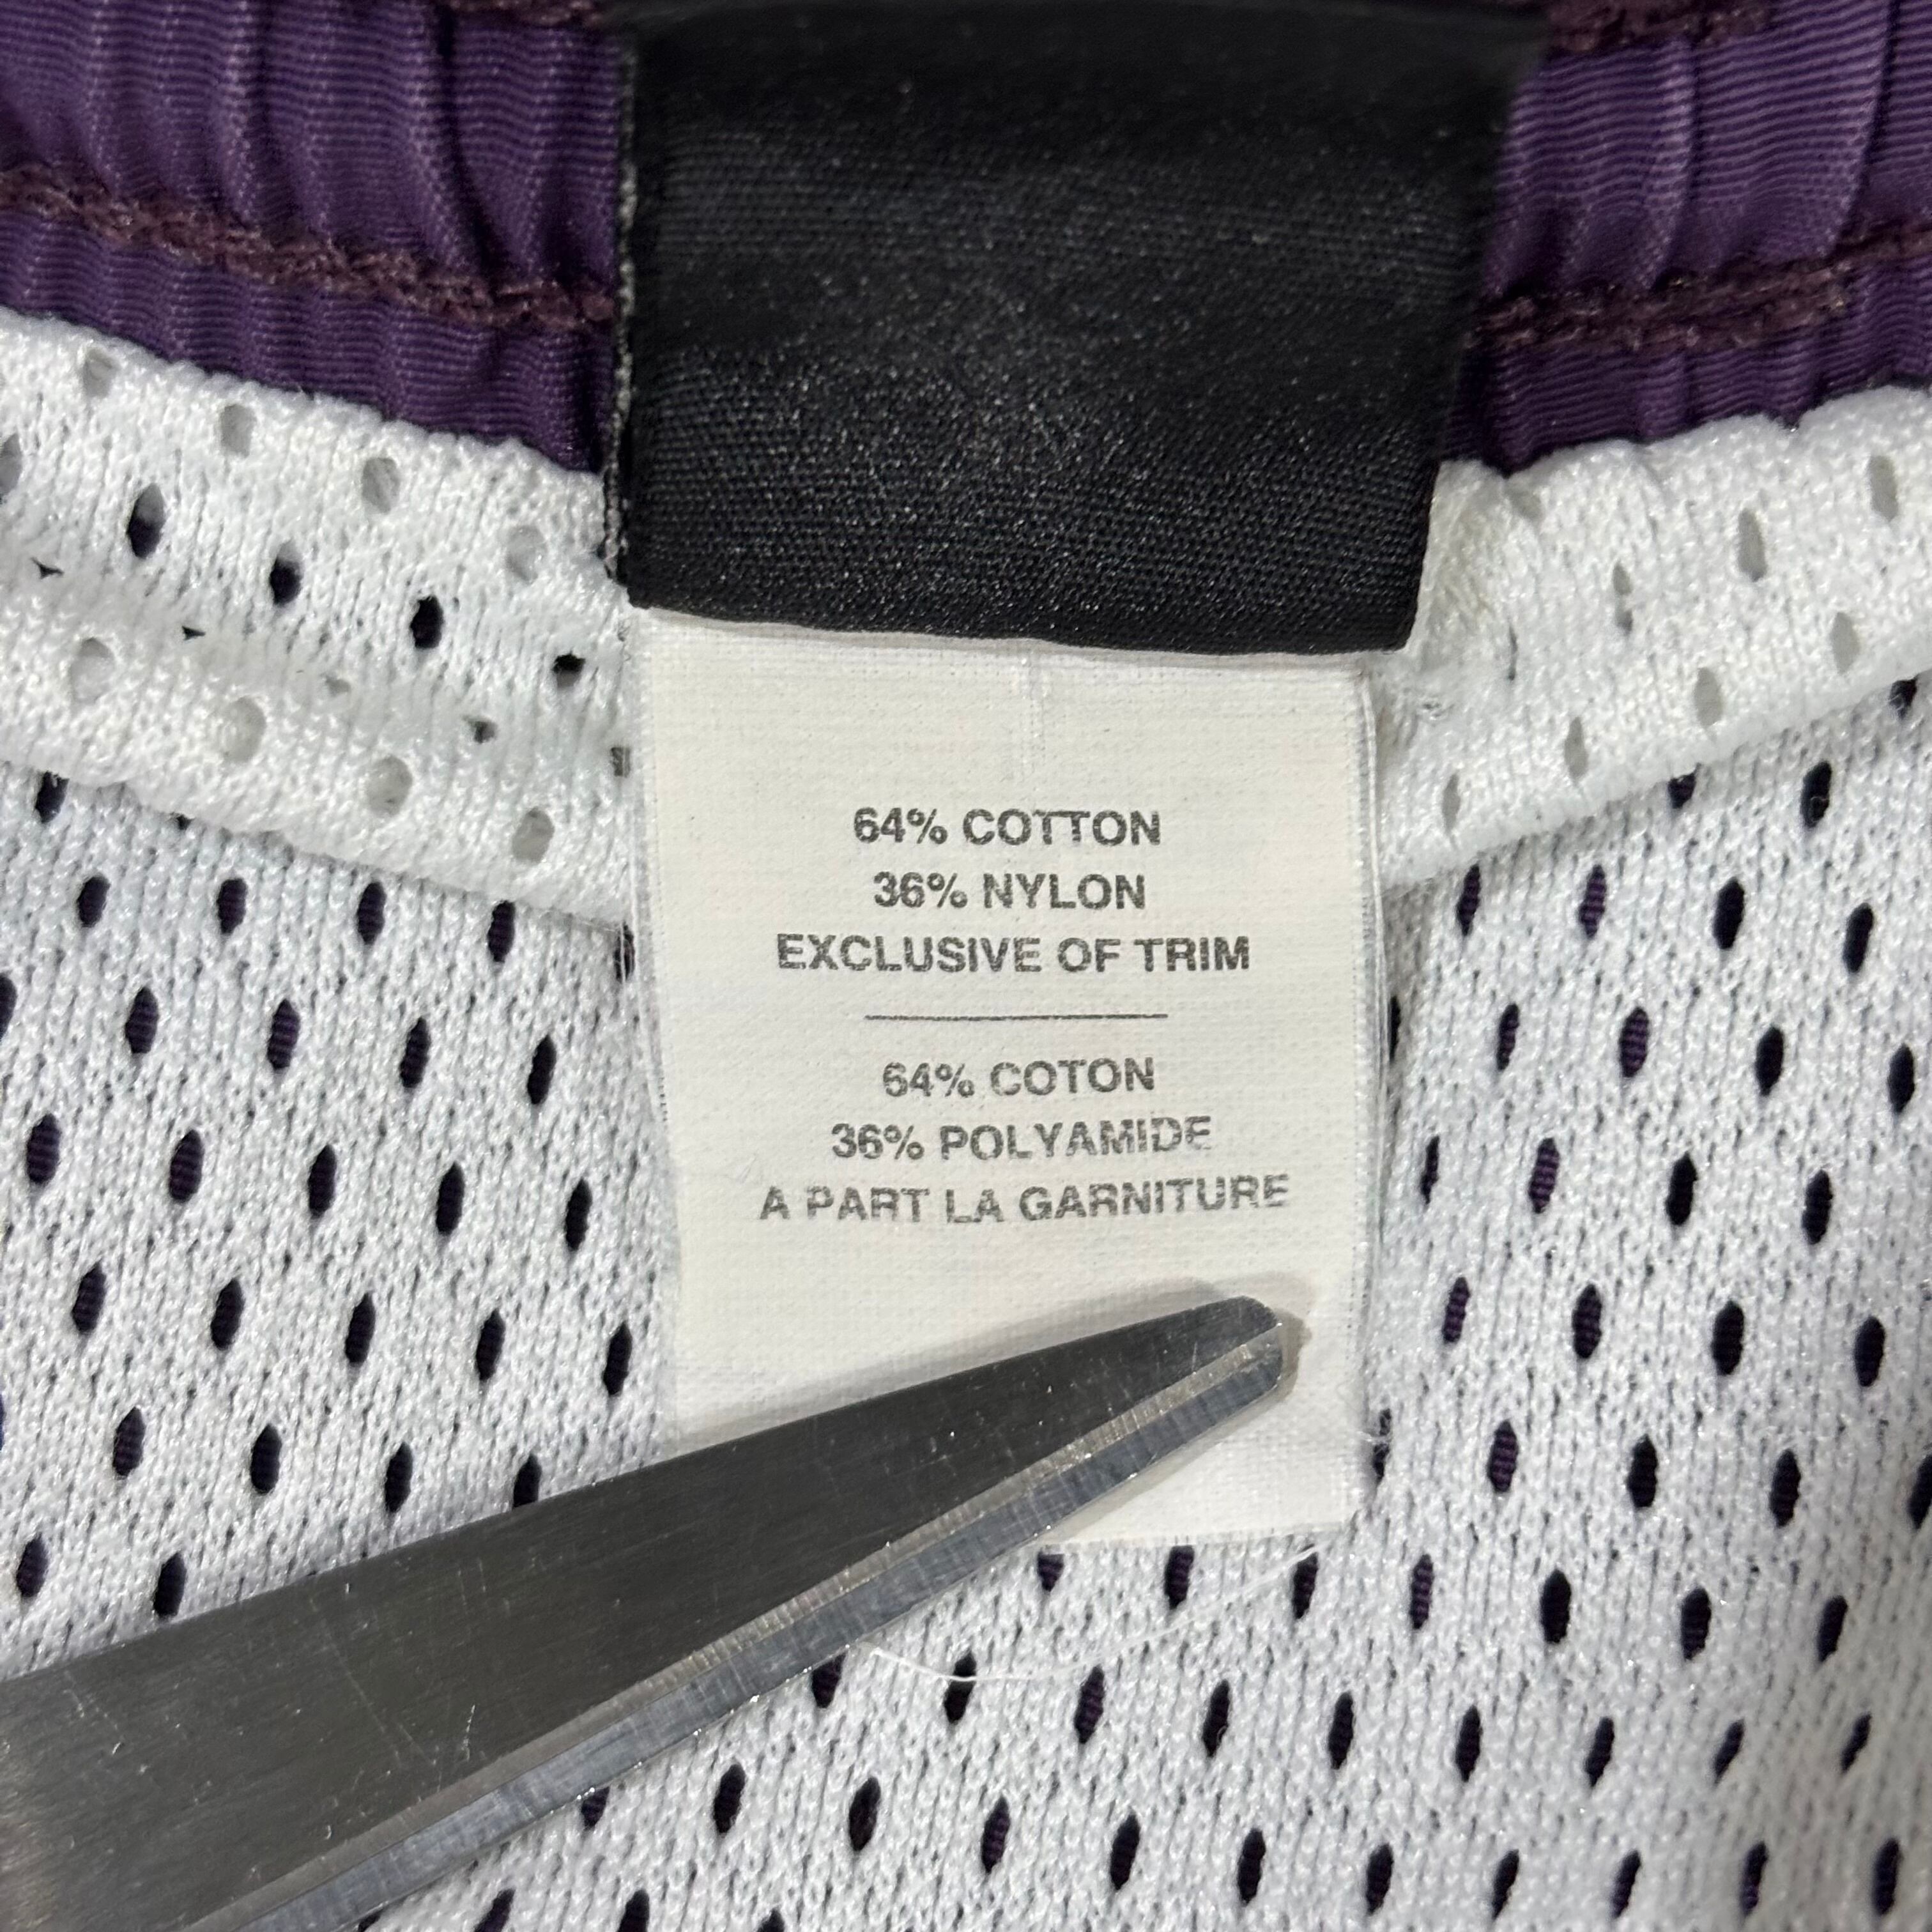 64% COTTON
36% NYLON
EXCLUSIVE OF TRIM
64% COTON
36% POLYAMIDE
A PART LA GARNITURE